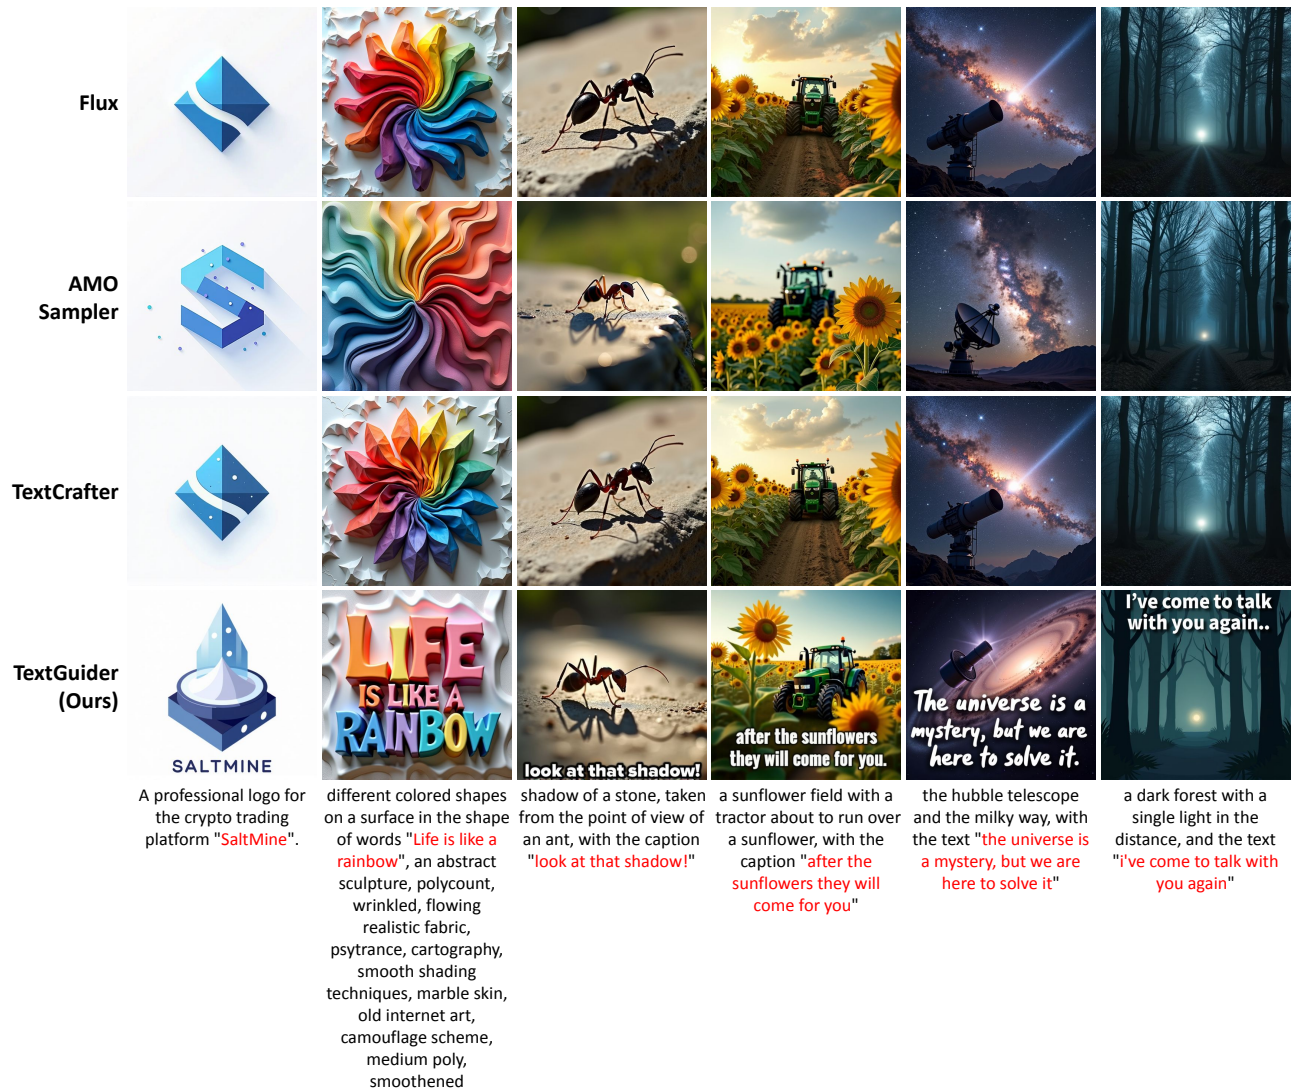 Flux
AMO
Sampler
TextCrafter
TextGuider
(Ours)
SALTMINE
LIFE
IS LIKE A
RAINBOW
look at that shadow!
after the sunflowers
they will come for you.
The universe is a
mystery, but we are
here to solve it.
I've come to talk
with you again..
A professional logo for
the crypto trading
platform "SaltMine".
different colored shapes
on a surface in the shape
of words "Life is like a
rainbow", an abstract
sculpture, polycount,
wrinkled, flowing
realistic fabric,
psytrance, cartography,
smooth shading
techniques, marble skin,
old internet art,
camouflage scheme,
medium poly,
smoothened
shadow of a stone, taken
from the point of view of
an ant, with the caption
"look at that shadow!"
a sunflower field with a
tractor about to run over
a sunflower, with the
caption "after the
sunflowers they will
come for you"
the hubble telescope
and the milky way, with
the text "the universe is
a mystery, but we are
here to solve it"
a dark forest with a
single light in the
distance, and the text
"i've come to talk with
you again"